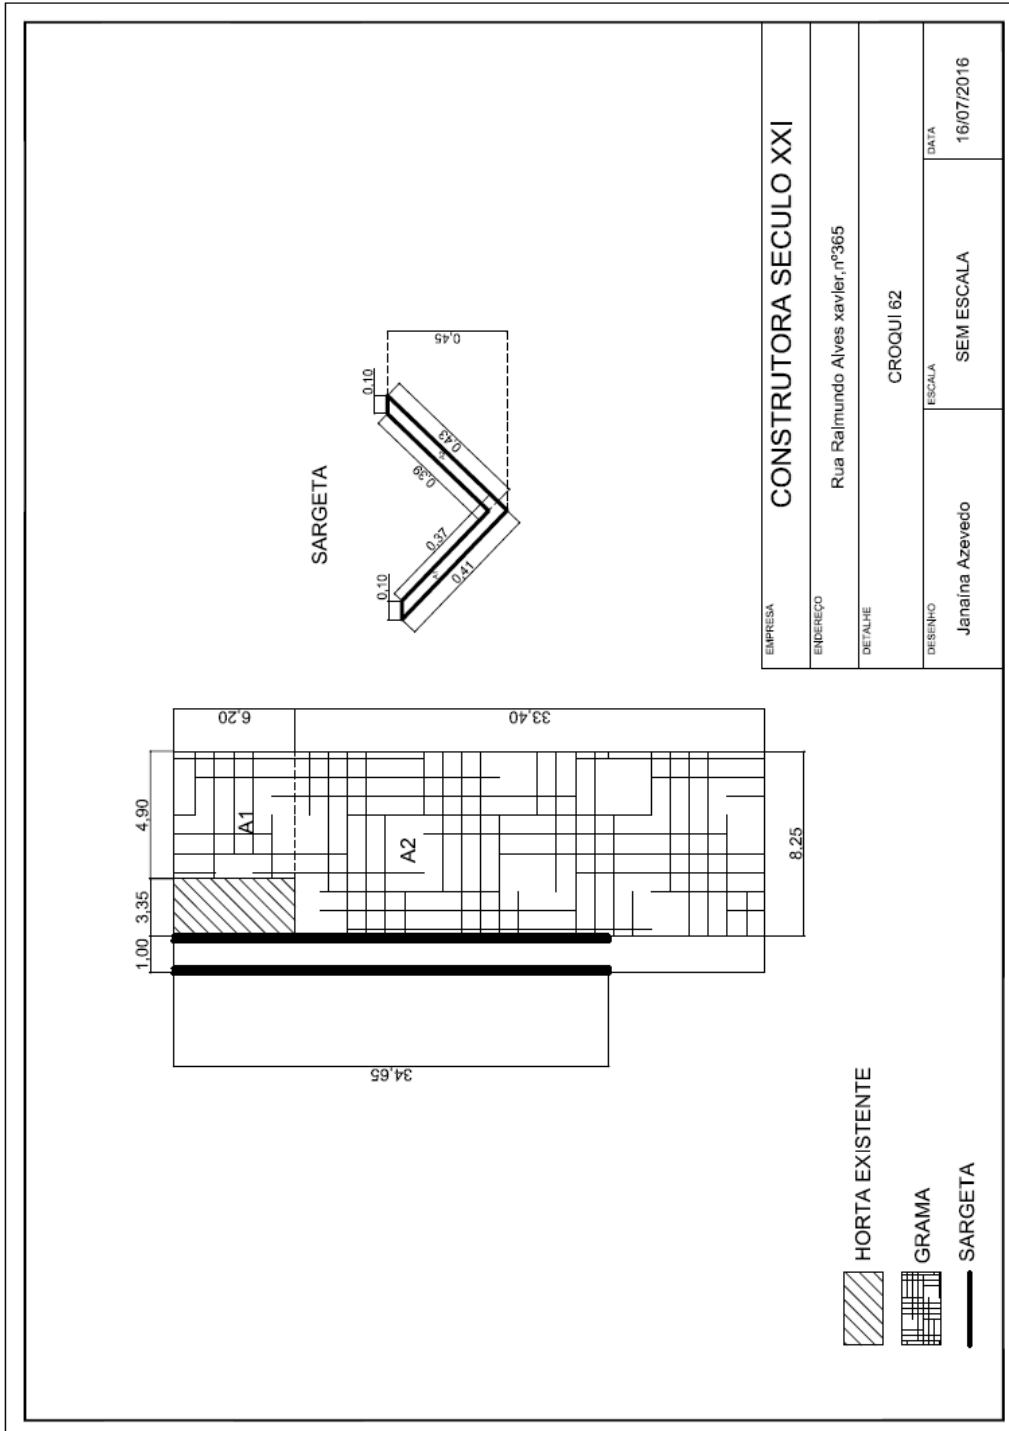 SARGETA
0,10
0,10
0,37
0,39
0,41
0,43
0,45
6,20
33,40
4,90
3,35
1,00
A1
A2
8,25
34,65
HORTA EXISTENTE
GRAMA
SARGETA
EMPRESA
CONSTRUTORA SECULO XXI
ENDEREÇO
Rua Raimundo Alves xavier,nº365
DETALHE
CROQUI 62
DESENHO
Janaína Azevedo
ESCALA
SEM ESCALA
DATA
16/07/2016